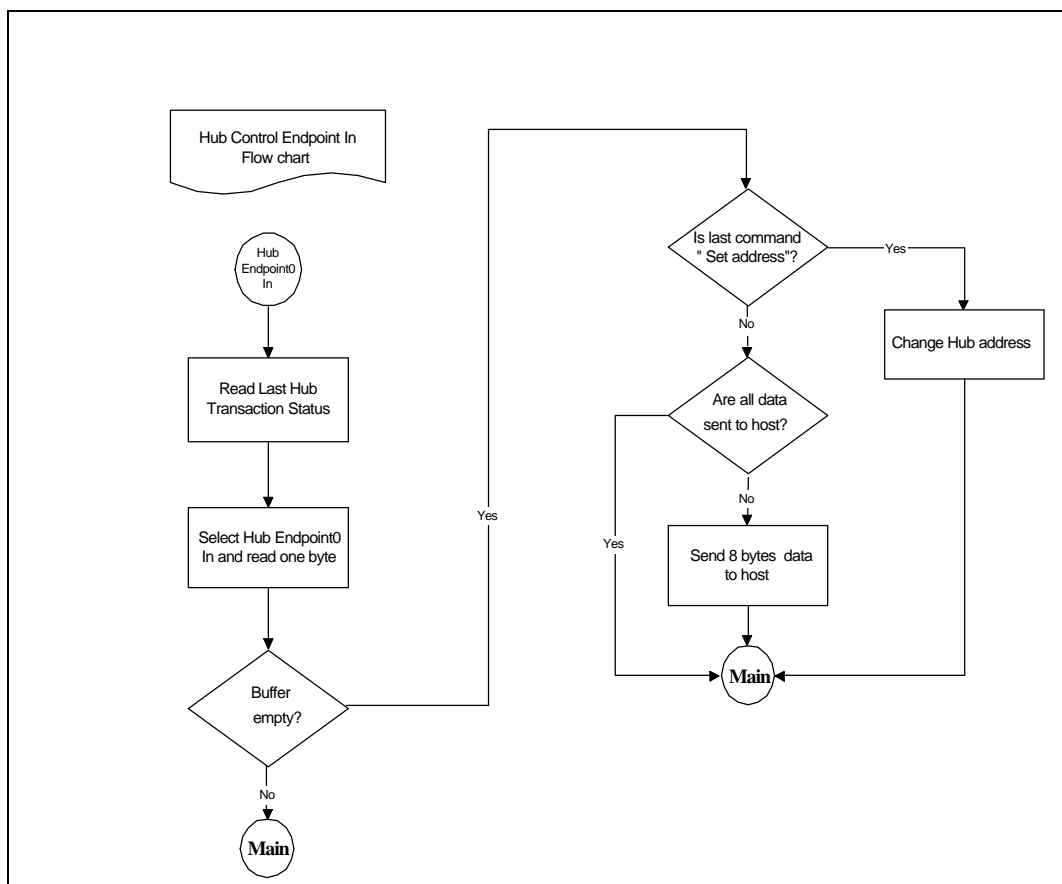 Hub Control Endpoint In
Flow chart
Hub
Endpoint0
In
Read Last Hub
Transaction Status
Select Hub Endpoint0
In and read one byte
Buffer
empty?
No
Main
Yes
Is last command
" Set address"?
Yes
Change Hub address
No
Are all data
sent to host?
Yes
No
Send 8 bytes data
to host
Main